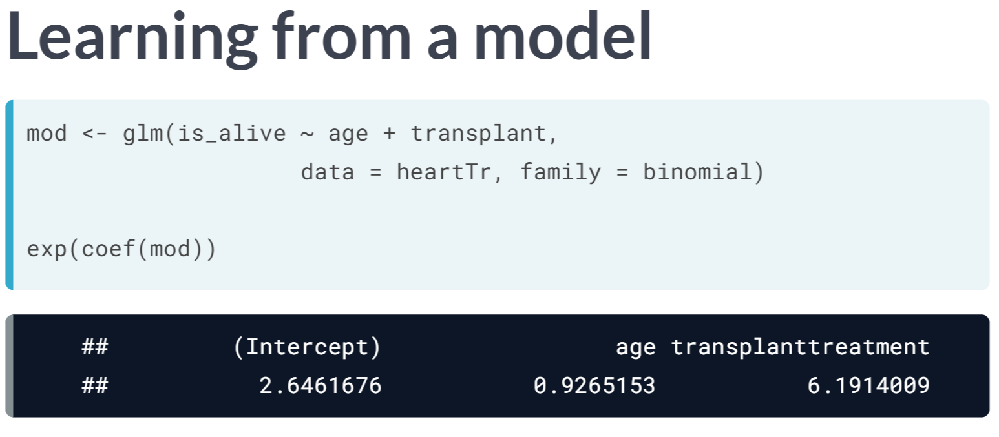 Learning from a model
mod <- glm(is_alive ~ age + transplant,
data = heartTr, family = binomial)
exp(coef(mod))
## (Intercept) age transplanttreatment
## 2.6461676 0.9265153 6.1914009